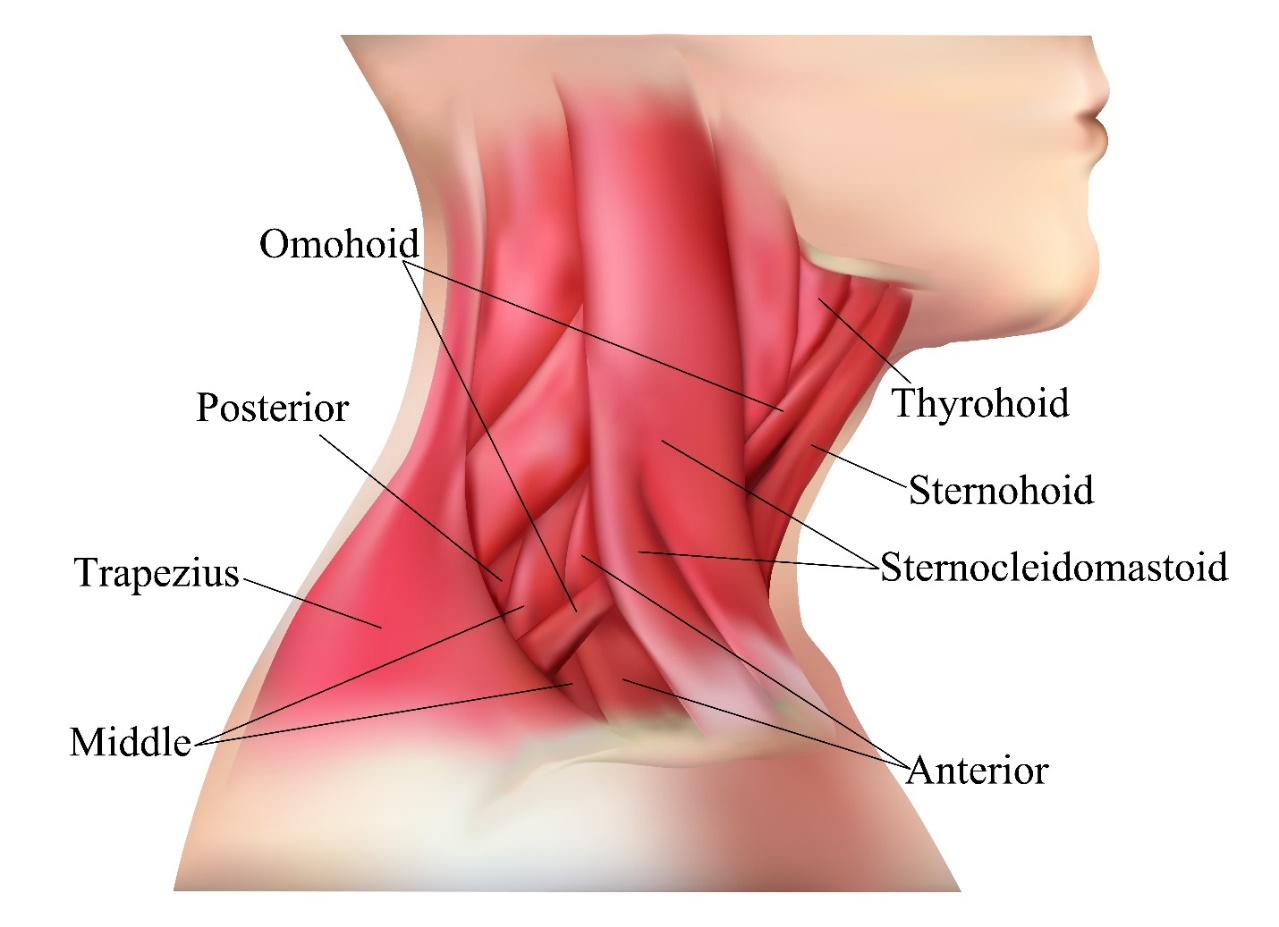 Omohoid
Posterior
Thyrohoid
Sternohoid
Trapezius
Sternocleidomastoid
Middle
Anterior